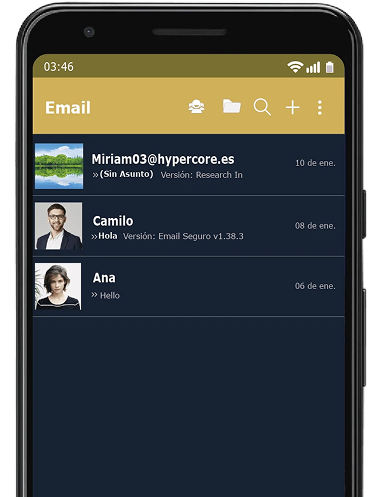 03:46
Email
Miriam03@hypercore.es
10 de ene.
»(Sin Asunto) Versión: Research In
Camilo
08 de ene.
»Hola Versión: Email Seguro v1.38.3
Ana
06 de ene.
» Hello